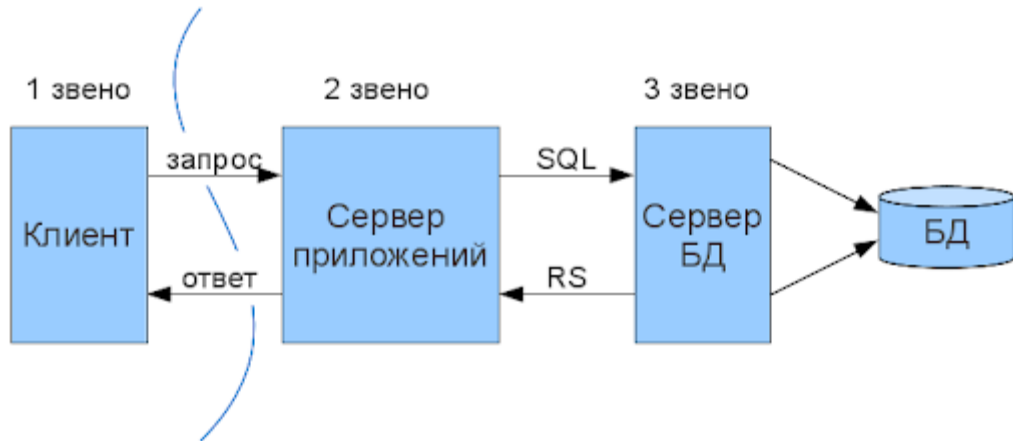 1 звено
2 звено
3 звено
запрос
SQL
Клиент
Сервер
приложений
Сервер
БД
БД
ответ
RS